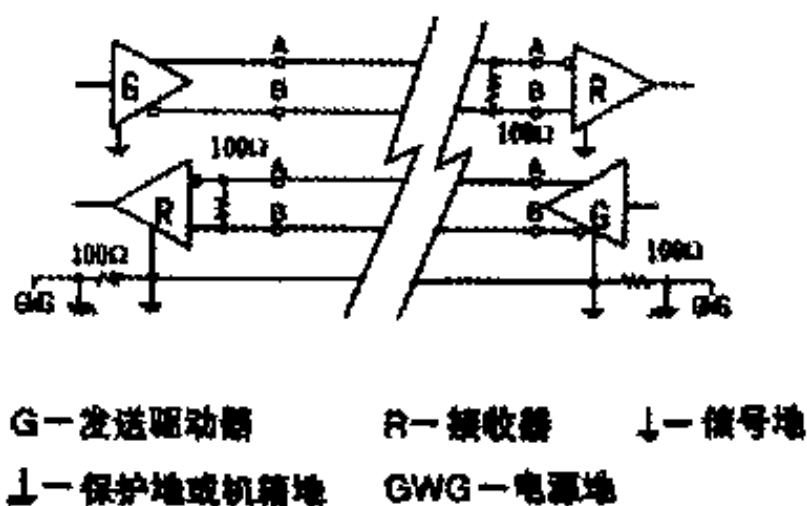 A A
G B B R
100Ω
100Ω A A
R B B G
100Ω 100Ω
GWG GWG
G－发送驱动器 R－接收器 －信号地
－保护地或机箱地 GWG－电源地